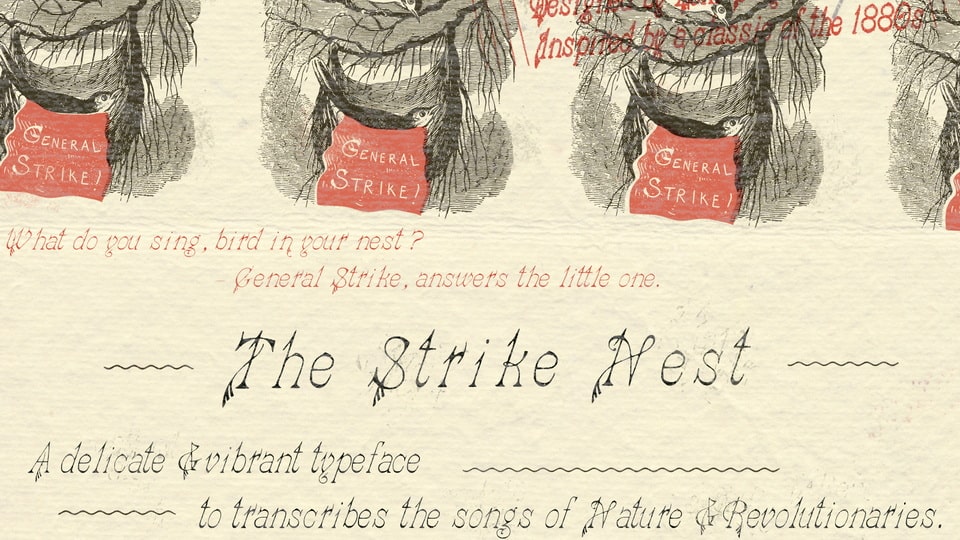 Designed by
Inspired by a classic of the 1880s
GENERAL
STRIKE!
GENERAL
STRIKE!
GENERAL
STRIKE!
What do you sing, bird in your nest?
General Strike, answers the little one.
The Strike Nest
A delicate & vibrant typeface
to transcribes the songs of Nature & Revolutionaries.